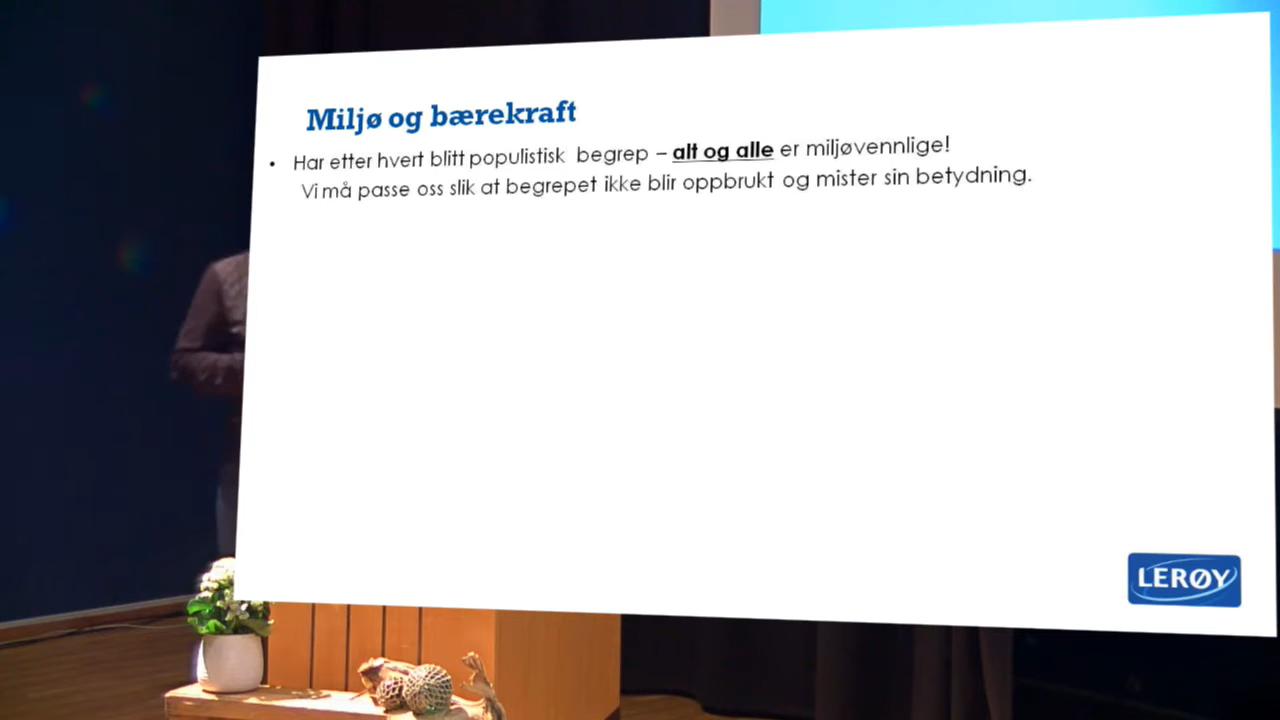 Miljø og bærekraft
• Har etter hvert blitt populistisk begrep – alt og alle er miljøvennlige!
Vi må passe oss slik at begrepet ikke blir oppbrukt og mister sin betydning.
LERØY